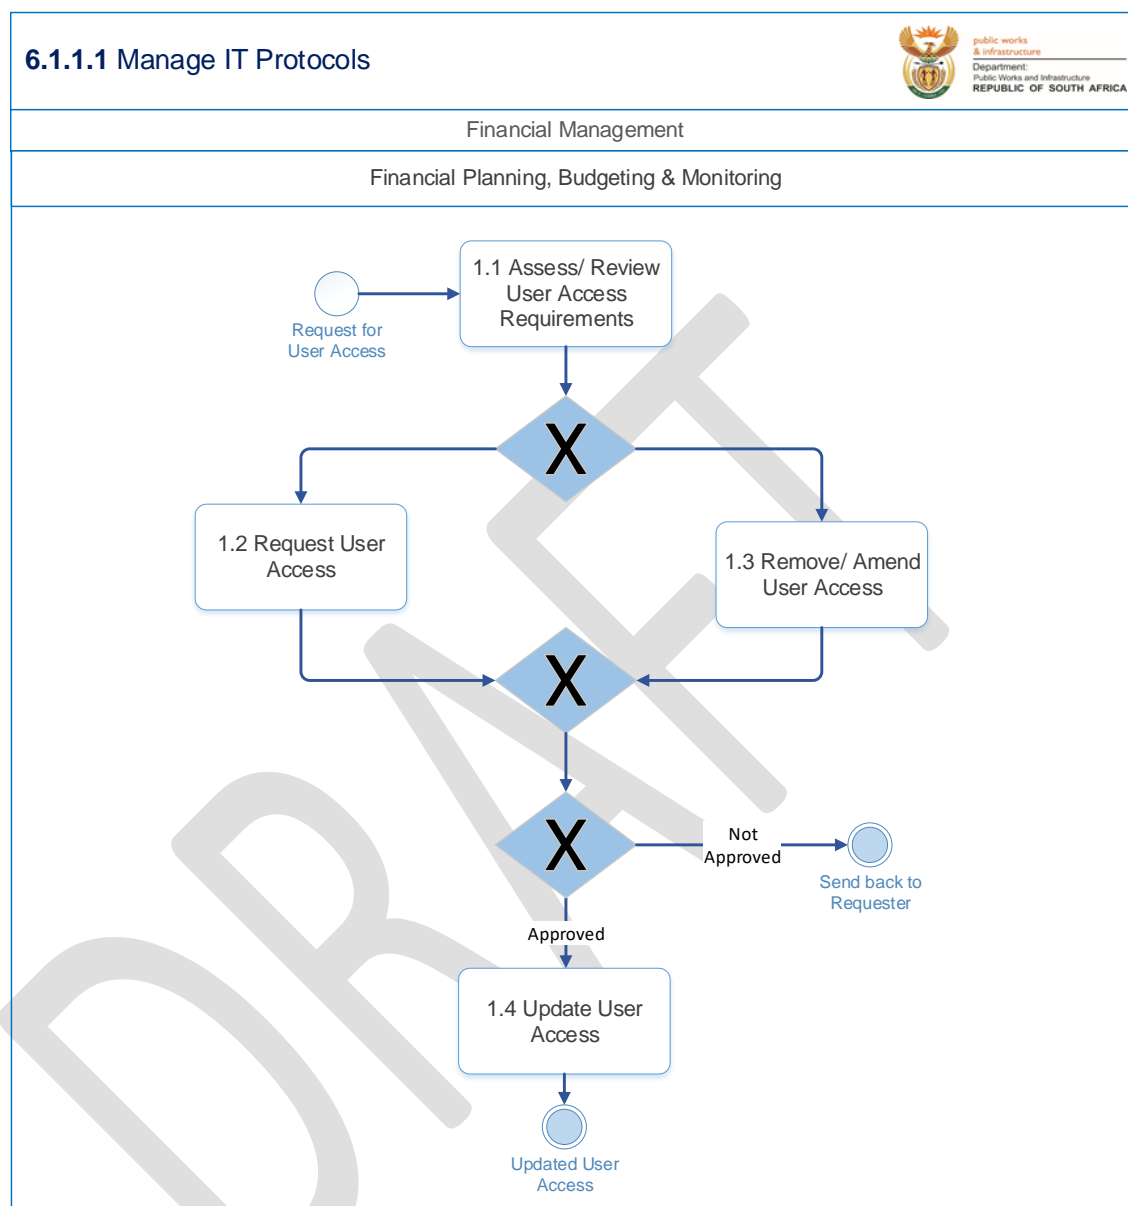 6.1.1.1 Manage IT Protocols
public works
& infrastructure
Department:
Public Works and Infrastructure
REPUBLIC OF SOUTH AFRICA
Financial Management
Financial Planning, Budgeting & Monitoring
Request for
User Access
1.1 Assess/ Review
User Access
Requirements
X
1.2 Request User
Access
1.3 Remove/ Amend
User Access
X
X
Not
Approved
Send back to
Requester
Approved
1.4 Update User
Access
Updated User
Access
DRAFT